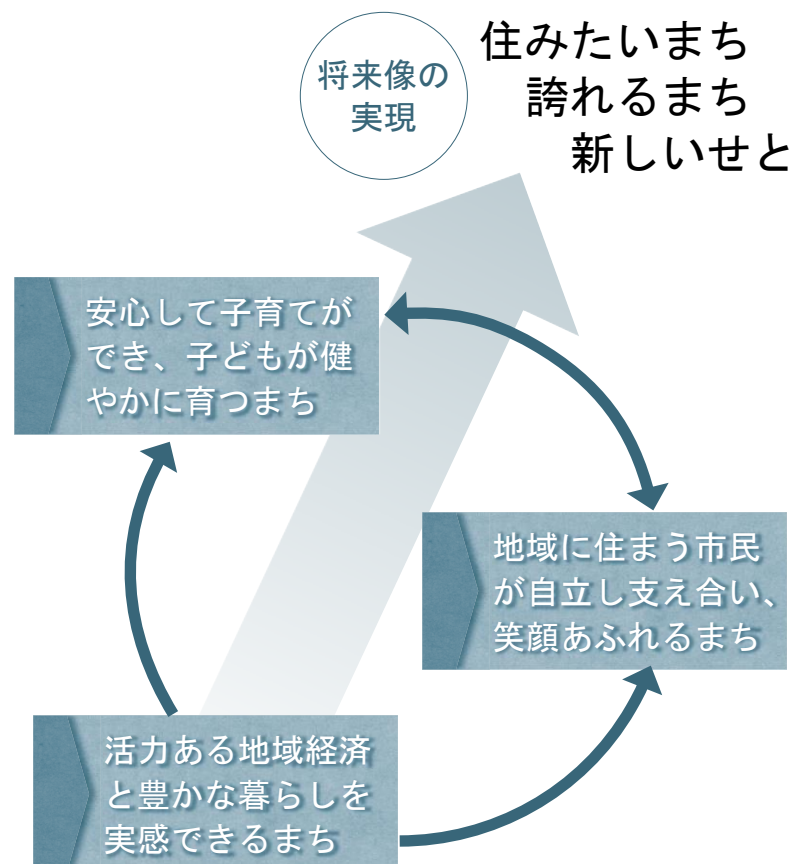 将来像の
実現
住みたいまち
誇れるまち
新しいせと
安心して子育てが
でき、子どもが健
やかに育つまち
地域に住まう市民
が自立し支え合い、
笑顔あふれるまち
活力ある地域経済
と豊かな暮らしを
実感できるまち